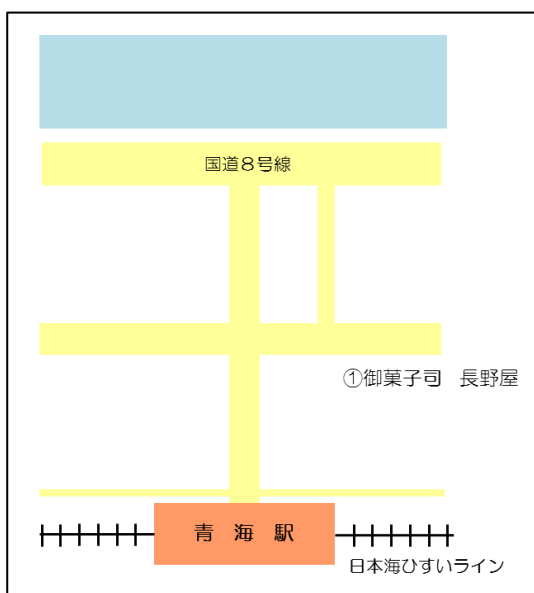 国道８号線
①御菓子司　長野屋
青　海　駅
日本海ひすいライン